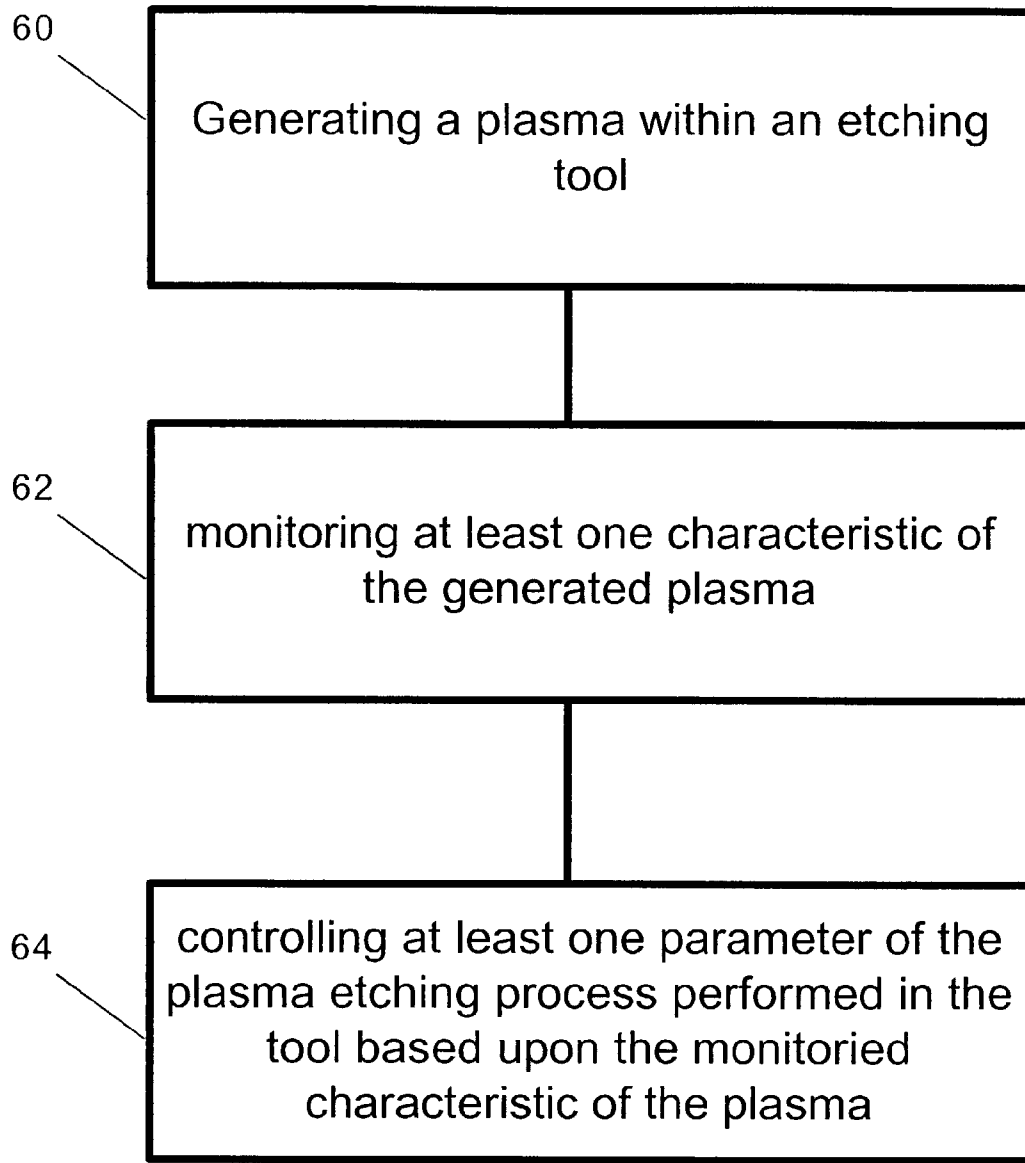 60
Generating a plasma within an etching
tool
62
monitoring at least one characteristic of
the generated plasma
64
controlling at least one parameter of the
plasma etching process performed in the
tool based upon the monitoried
characteristic of the plasma